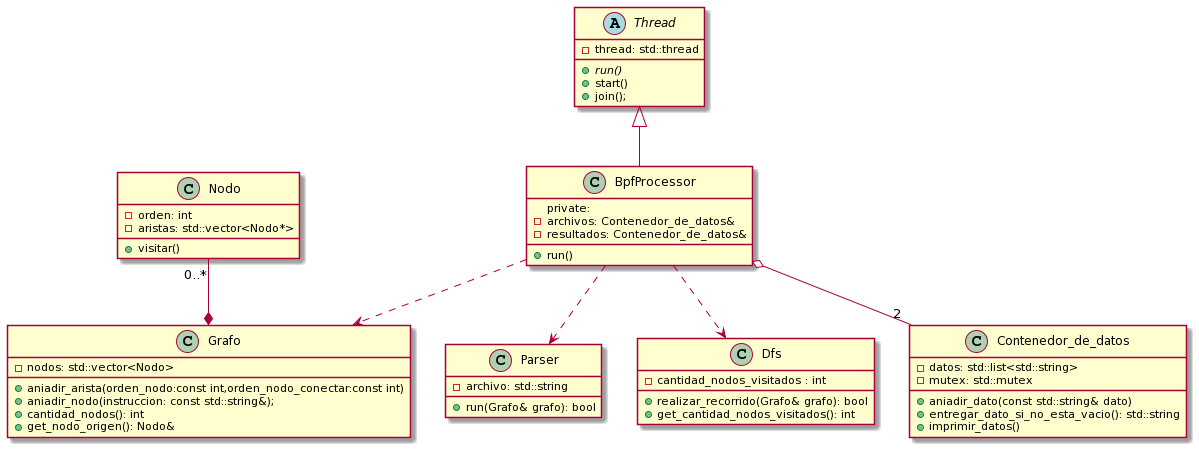 A Thread
thread: std::thread
run()
start()
join();
C Nodo
orden: int
aristas: std::vector<Nodo*>
visitar()
C BpfProcessor
private:
archivos: Contenedor_de_datos&
resultados: Contenedor_de_datos&
run()
0..*
2
C Grafo
nodos: std::vector<Nodo>
aniadir_arista(orden_nodo:const int,orden_nodo_conectar:const int)
aniadir_nodo(instruccion: const std::string&);
cantidad_nodos(): int
get_nodo_origen(): Nodo&
C Parser
archivo: std::string
run(Grafo& grafo): bool
C Dfs
cantidad_nodos_visitados : int
realizar_recorrido(Grafo& grafo): bool
get_cantidad_nodos_visitados(): int
C Contenedor_de_datos
datos: std::list<std::string>
mutex: std::mutex
aniadir_dato(const std::string& dato)
entregar_dato_si_no_esta_vacio(): std::string
imprimir_datos()